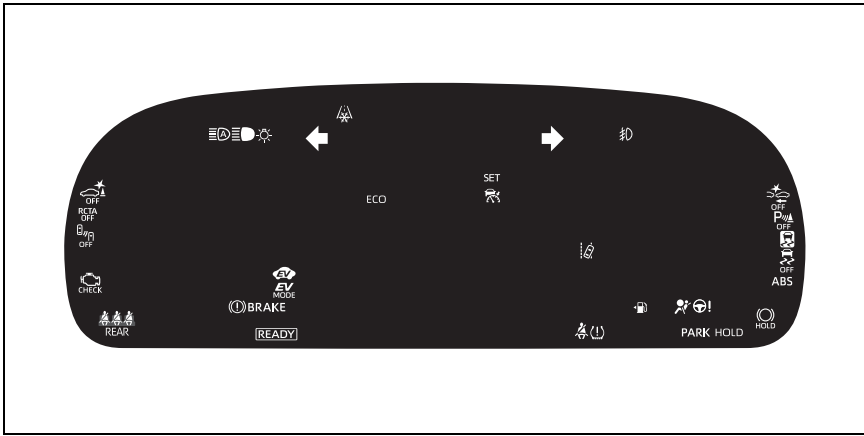 A
SET
ECO
OFF
RCTA
OFF
OFF
OFF
P
OFF
OFF
ABS
CHECK
EV
EV
MODE
BRAKE
REAR
READY
HOLD
PARK HOLD